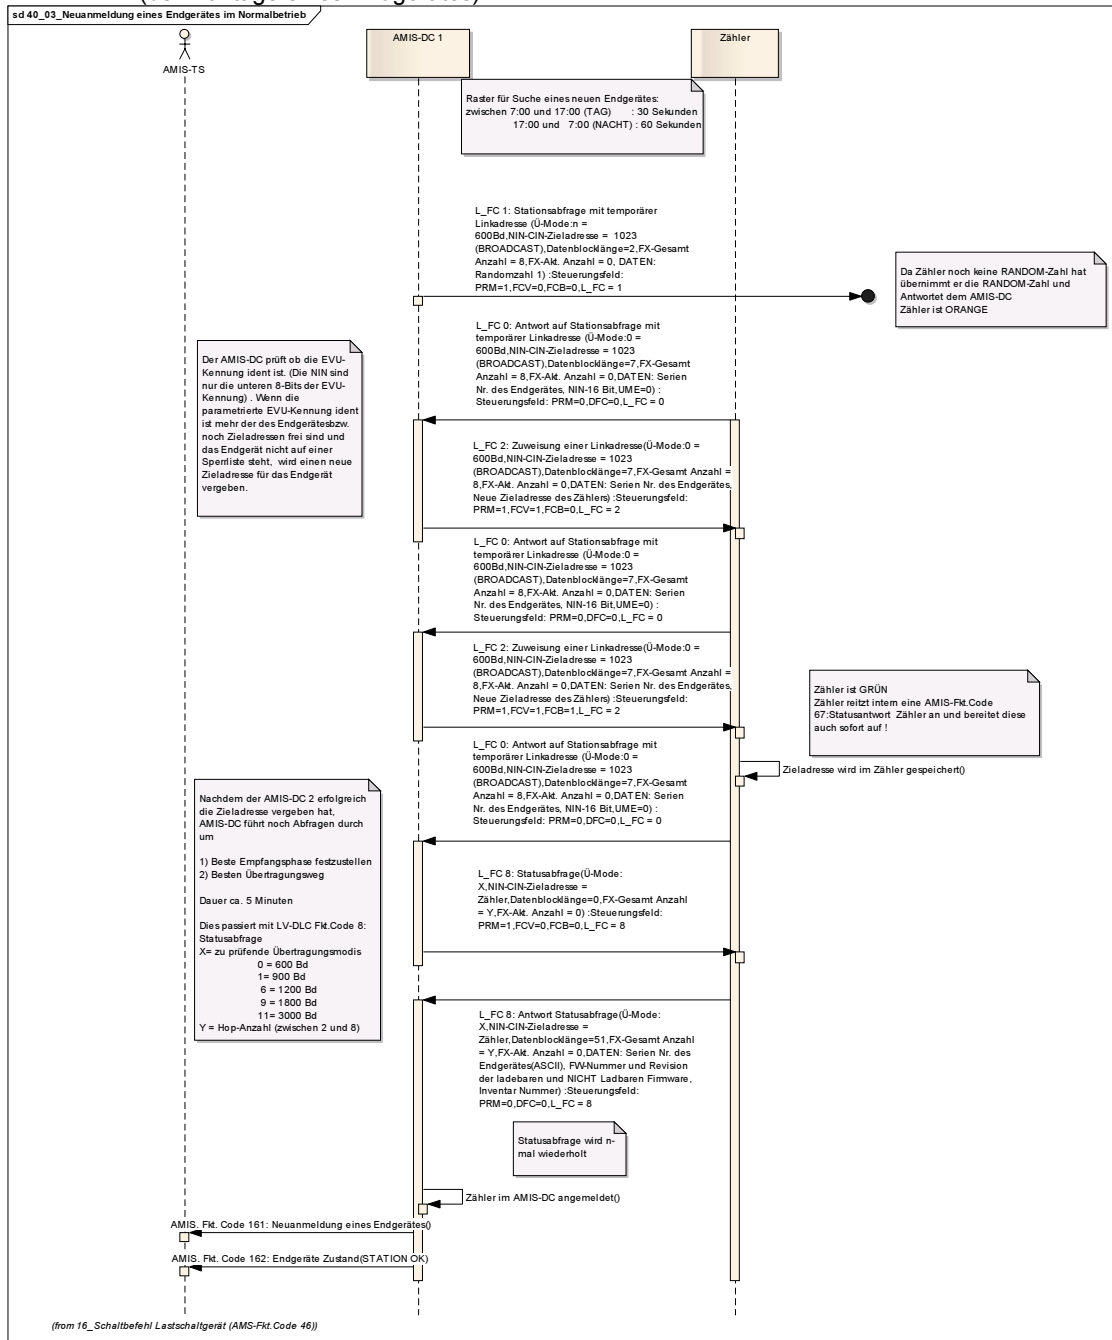 sd 40_03_Neuanmeldung eines Endgerätes im Normalbetrieb
AMIS-TS
AMIS-DC 1
Zähler
Raster für Suche eines neuen Endgerätes:
zwischen 7:00 und 17:00 (TAG) : 30 Sekunden
17:00 und 7:00 (NACHT) : 60 Sekunden
L_FC 1: Stationsabfrage mit temporärer
Linkadresse (Ü-Mode:n =
600Bd,NIN-CIN-Zieladresse = 1023
(BROADCAST),Datenblocklänge=2,FX-Gesamt
Anzahl = 8,FX-Akt. Anzahl = 0, DATEN:
Randomzahl 1) :Steuerungsfeld:
PRM=1,FCV=0,FCB=0,L_FC = 1
Da Zähler noch keine RANDOM-Zahl hat
übernimmt er die RANDOM-Zahl und
Antwortet dem AMIS-DC
Zähler ist ORANGE
L_FC 0: Antwort auf Stationsabfrage mit
temporärer Linkadresse (Ü-Mode:0 =
600Bd,NIN-CIN-Zieladresse = 1023
(BROADCAST),Datenblocklänge=7,FX-Gesamt
Anzahl = 8,FX-Akt. Anzahl = 0,DATEN: Serien
Nr. des Endgerätes, NIN-16 Bit,UME=0) :
Steuerungsfeld: PRM=0,DFC=0,L_FC = 0
Der AMIS-DC prüft ob die EVU-
Kennung ident ist. (Die NIN sind
nur die unteren 8-Bits der EVU-
Kennung) . Wenn die
parametrierte EVU-Kennung ident
ist mehr der des Endgerätesbzw.
noch Zieladressen frei sind und
das Endgerät nicht auf einer
Sperrliste steht, wird einen neue
Zieladresse für das Endgerät
vergeben.
L_FC 2: Zuweisung einer Linkadresse(Ü-Mode:0 =
600Bd,NIN-CIN-Zieladresse = 1023
(BROADCAST),Datenblocklänge=7,FX-Gesamt Anzahl =
8,FX-Akt. Anzahl = 0,DATEN: Serien Nr. des Endgerätes,
Neue Zieladresse des Zählers) :Steuerungsfeld:
PRM=1,FCV=1,FCB=0,L_FC = 2
L_FC 0: Antwort auf Stationsabfrage mit
temporärer Linkadresse (Ü-Mode:0 =
600Bd,NIN-CIN-Zieladresse = 1023
(BROADCAST),Datenblocklänge=7,FX-Gesamt
Anzahl = 8,FX-Akt. Anzahl = 0,DATEN: Serien
Nr. des Endgerätes, NIN-16 Bit,UME=0) :
Steuerungsfeld: PRM=0,DFC=0,L_FC = 0
L_FC 2: Zuweisung einer Linkadresse(Ü-Mode:0 =
600Bd,NIN-CIN-Zieladresse = 1023
(BROADCAST),Datenblocklänge=7,FX-Gesamt Anzahl =
8,FX-Akt. Anzahl = 0,DATEN: Serien Nr. des Endgerätes,
Neue Zieladresse des Zählers) :Steuerungsfeld:
PRM=1,FCV=1,FCB=1,L_FC = 2
Zähler ist GRÜN
Zähler reitzt intern eine AMIS-Fkt.Code
67:Statusantwort Zähler an und bereitet diese
auch sofort auf !
Zieladresse wird im Zähler gespeichert()
L_FC 0: Antwort auf Stationsabfrage mit
temporärer Linkadresse (Ü-Mode:0 =
600Bd,NIN-CIN-Zieladresse = 1023
(BROADCAST),Datenblocklänge=7,FX-Gesamt
Anzahl = 8,FX-Akt. Anzahl = 0,DATEN: Serien
Nr. des Endgerätes, NIN-16 Bit,UME=0) :
Steuerungsfeld: PRM=0,DFC=0,L_FC = 0
Nachdem der AMIS-DC 2 erfolgreich
die Zieladresse vergeben hat,
AMIS-DC führt noch Abfragen durch
um
1) Beste Empfangsphase festzustellen
2) Besten Übertragungsweg
Dauer ca. 5 Minuten
Dies passiert mit LV-DLC Fkt.Code 8:
Statusabfrage
X= zu prüfende Übertragungsmodis
0 = 600 Bd
1= 900 Bd
6 = 1200 Bd
9 = 1800 Bd
11= 3000 Bd
Y = Hop-Anzahl (zwischen 2 und 8)
L_FC 8: Statusabfrage(Ü-Mode:
X,NIN-CIN-Zieladresse =
Zähler,Datenblocklänge=0,FX-Gesamt Anzahl
= Y,FX-Akt. Anzahl = 0) :Steuerungsfeld:
PRM=1,FCV=0,FCB=0,L_FC = 8
L_FC 8: Antwort Statusabfrage(Ü-Mode:
X,NIN-CIN-Zieladresse =
Zähler,Datenblocklänge=51,FX-Gesamt Anzahl
= Y,FX-Akt. Anzahl = 0,DATEN: Serien Nr. des
Endgerätes(ASCII), FW-Nummer und Revision
der ladebaren und NICHT Ladbaren Firmware,
Inventar Nummer) :Steuerungsfeld:
PRM=0,DFC=0,L_FC = 8
Statusabfrage wird n-
mal wiederholt
Zähler im AMIS-DC angemeldet()
AMIS. Fkt. Code 161: Neuanmeldung eines Endgerätes()
AMIS. Fkt. Code 162: Endgeräte Zustand(STATION OK)
(from 16_Schaltbefehl Lastschaltgerät (AMS-Fkt.Code 46))